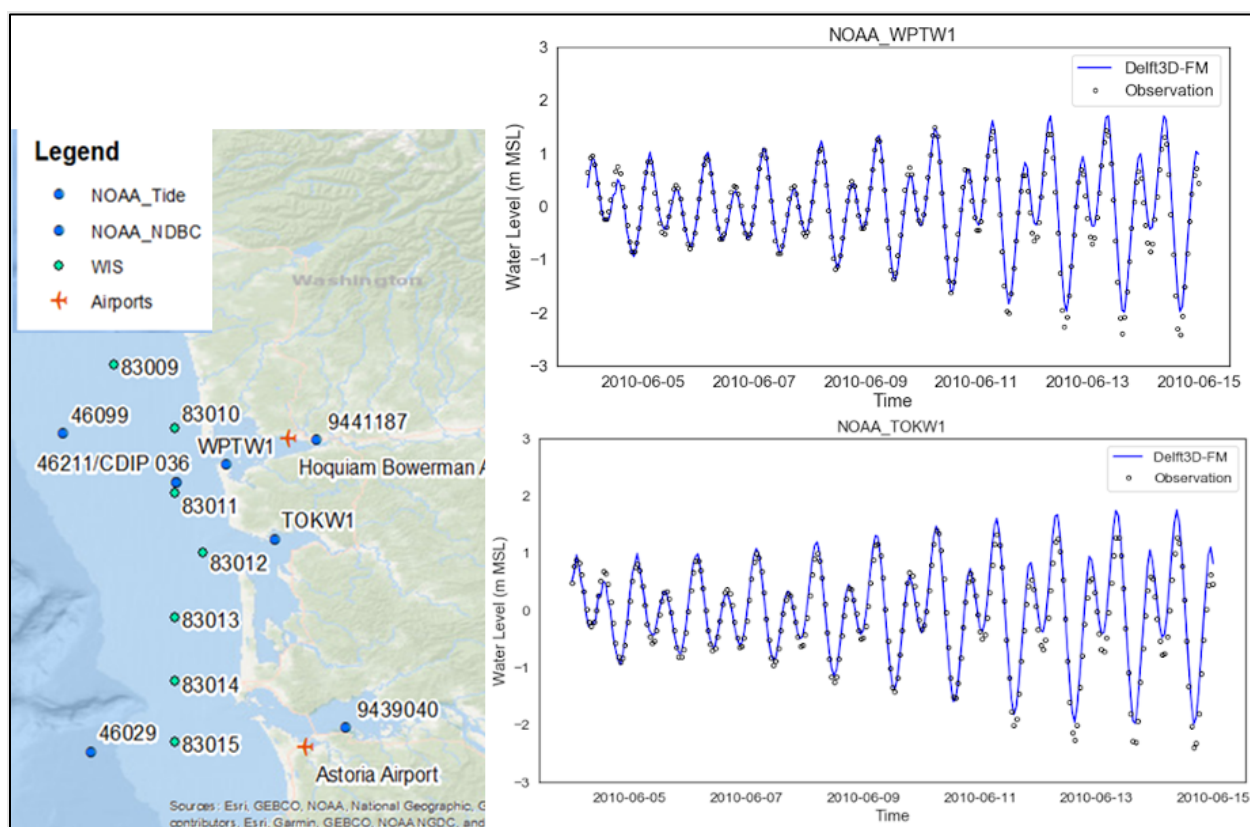 Legend
NOAA_Tide
NOAA_NDBC
WIS
Airports
Washington
83009
46099
83010
9441187
WPTW1
46211/CDIP 036
Hoquiam Bowerman A
83011
TOKW1
83012
83013
83014
9439040
46029
83015
Astoria Airport
Sources: Esri, GEBCO, NOAA, National Geographic, G
contributors, Esri, Garmin, GEBCO, NOAA NGDC, and
NOAA_WPTW1
Delft3D-FM
Observation
Water Level (m MSL)
3
2
1
0
−1
−2
−3
2010-06-05 2010-06-07 2010-06-09 2010-06-11 2010-06-13 2010-06-15
Time
NOAA_TOKW1
Delft3D-FM
Observation
Water Level (m MSL)
3
2
1
0
−1
−2
−3
2010-06-05 2010-06-07 2010-06-09 2010-06-11 2010-06-13 2010-06-15
Time